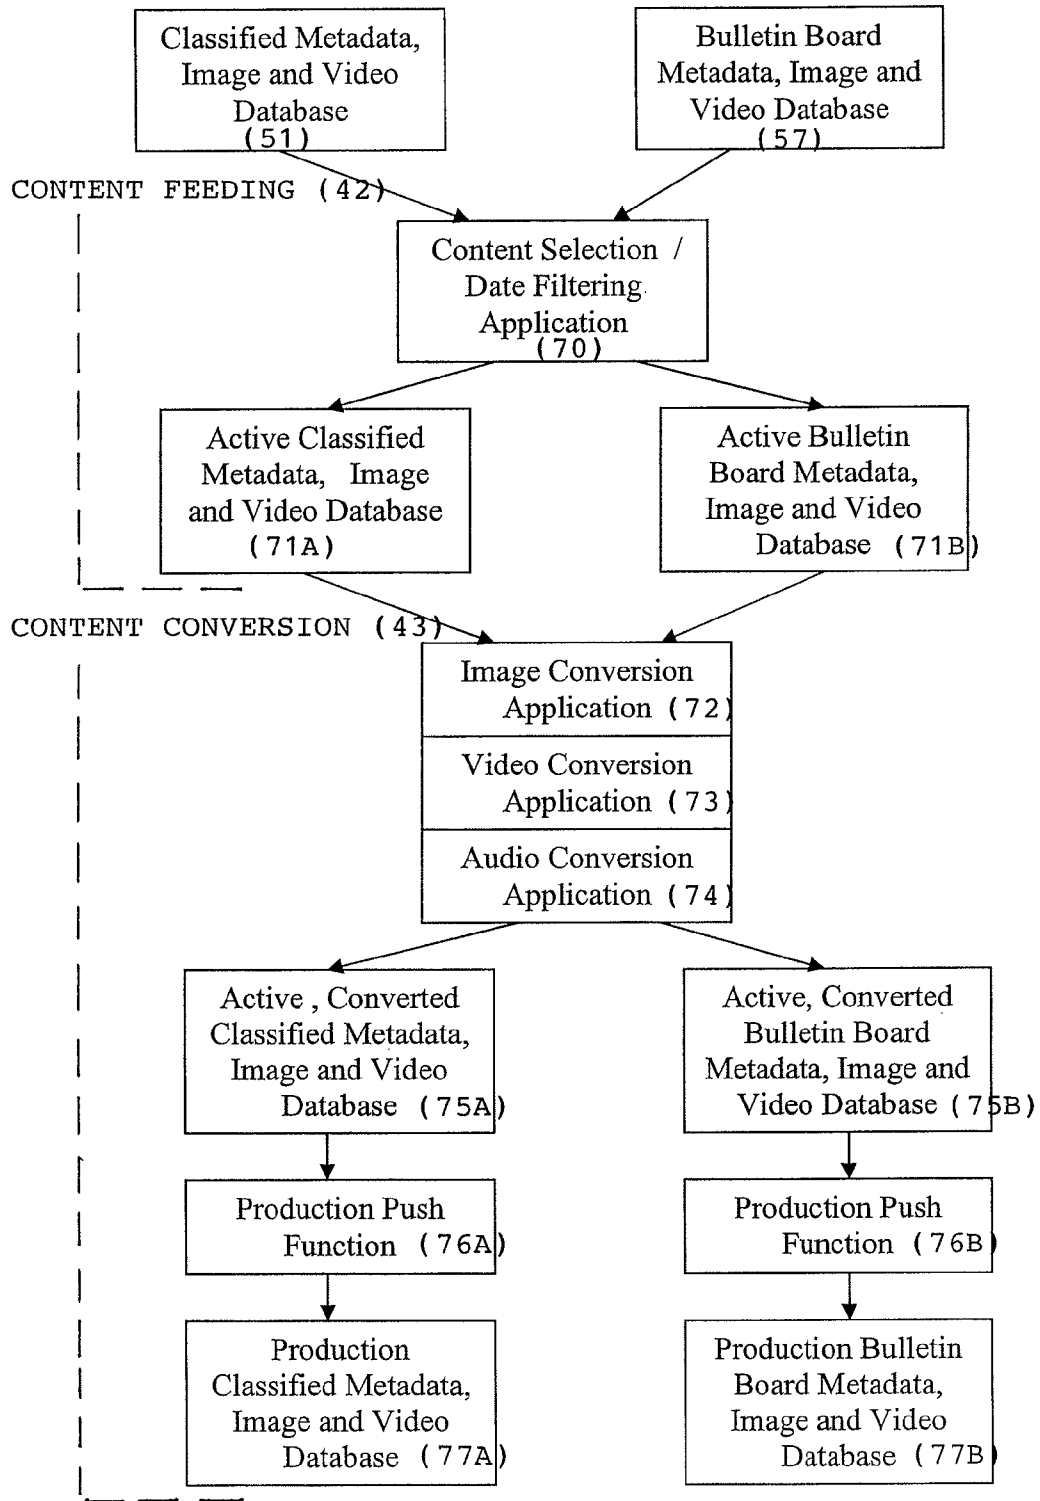 Classified Metadata,
Image and Video
Database
(51)
Bulletin Board
Metadata, Image and
Video Database
(57)
CONTENT FEEDING (42)
Content Selection /
Date Filtering
Application
(70)
Active Classified
Metadata, Image
and Video Database
(71A)
Active Bulletin
Board Metadata,
Image and Video
Database (71B)
CONTENT CONVERSION (43)
Image Conversion
Application (72)
Video Conversion
Application (73)
Audio Conversion
Application (74)
Active , Converted
Classified Metadata,
Image and Video
Database (75A)
Active, Converted
Bulletin Board
Metadata, Image and
Video Database (75B)
Production Push
Function (76A)
Production Push
Function (76B)
Production
Classified Metadata,
Image and Video
Database (77A)
Production Bulletin
Board Metadata,
Image and Video
Database (77B)